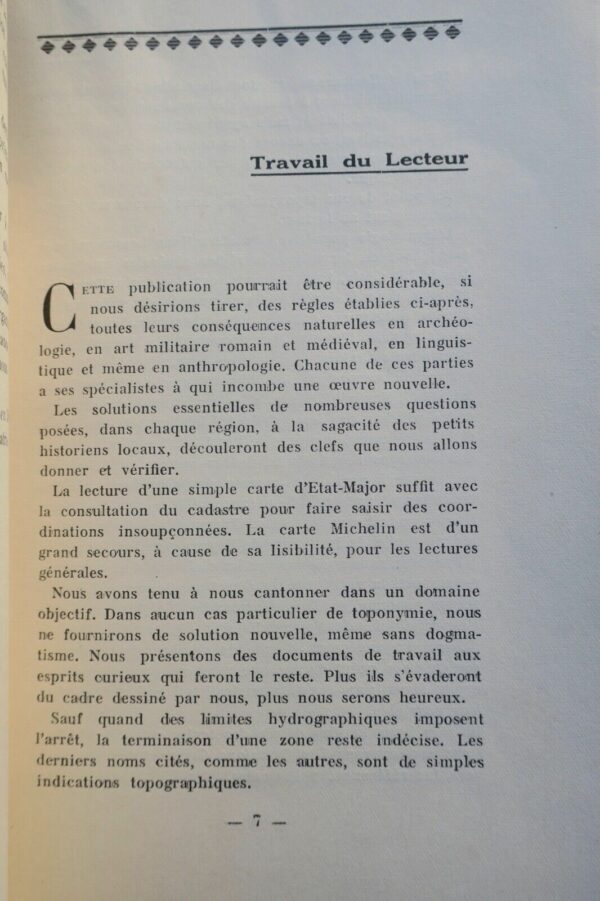 Travail du Lecteur
CETTE publication pourrait être considérable, si
nous désirions tirer, des règles établies ci-après,
toutes leurs conséquences naturelles en archéo-
logie, en art militaire romain et médiéval, en linguis-
tique et même en anthropologie. Chacune de ces parties
a ses spécialistes à qui incombe une œuvre nouvelle.
Les solutions essentielles de nombreuses questions
posées, dans chaque région, à la sagacité des petits
historiens locaux, découleront des clefs que nous allons
donner et vérifier.
La lecture d'une simple carte d'Etat-Major suffit avec
la consultation du cadastre pour faire saisir des coor-
dinations insoupçonnées. La carte Michelin est d'un
grand secours, à cause de sa lisibilité, pour les lectures
générales.
Nous avons tenu à nous cantonner dans un domaine
objectif. Dans aucun cas particulier de toponymie, nous
ne fournirons de solution nouvelle, même sans dogma-
tisme. Nous présentons des documents de travail aux
esprits curieux qui feront le reste. Plus ils s'évaderont
du cadre dessiné par nous, plus nous serons heureux.
Sauf quand des limites hydrographiques imposent
l'arrêt, la terminaison d'une zone reste indécise. Les
derniers noms cités, comme les autres, sont de simples
indications topographiques.
— 7 —